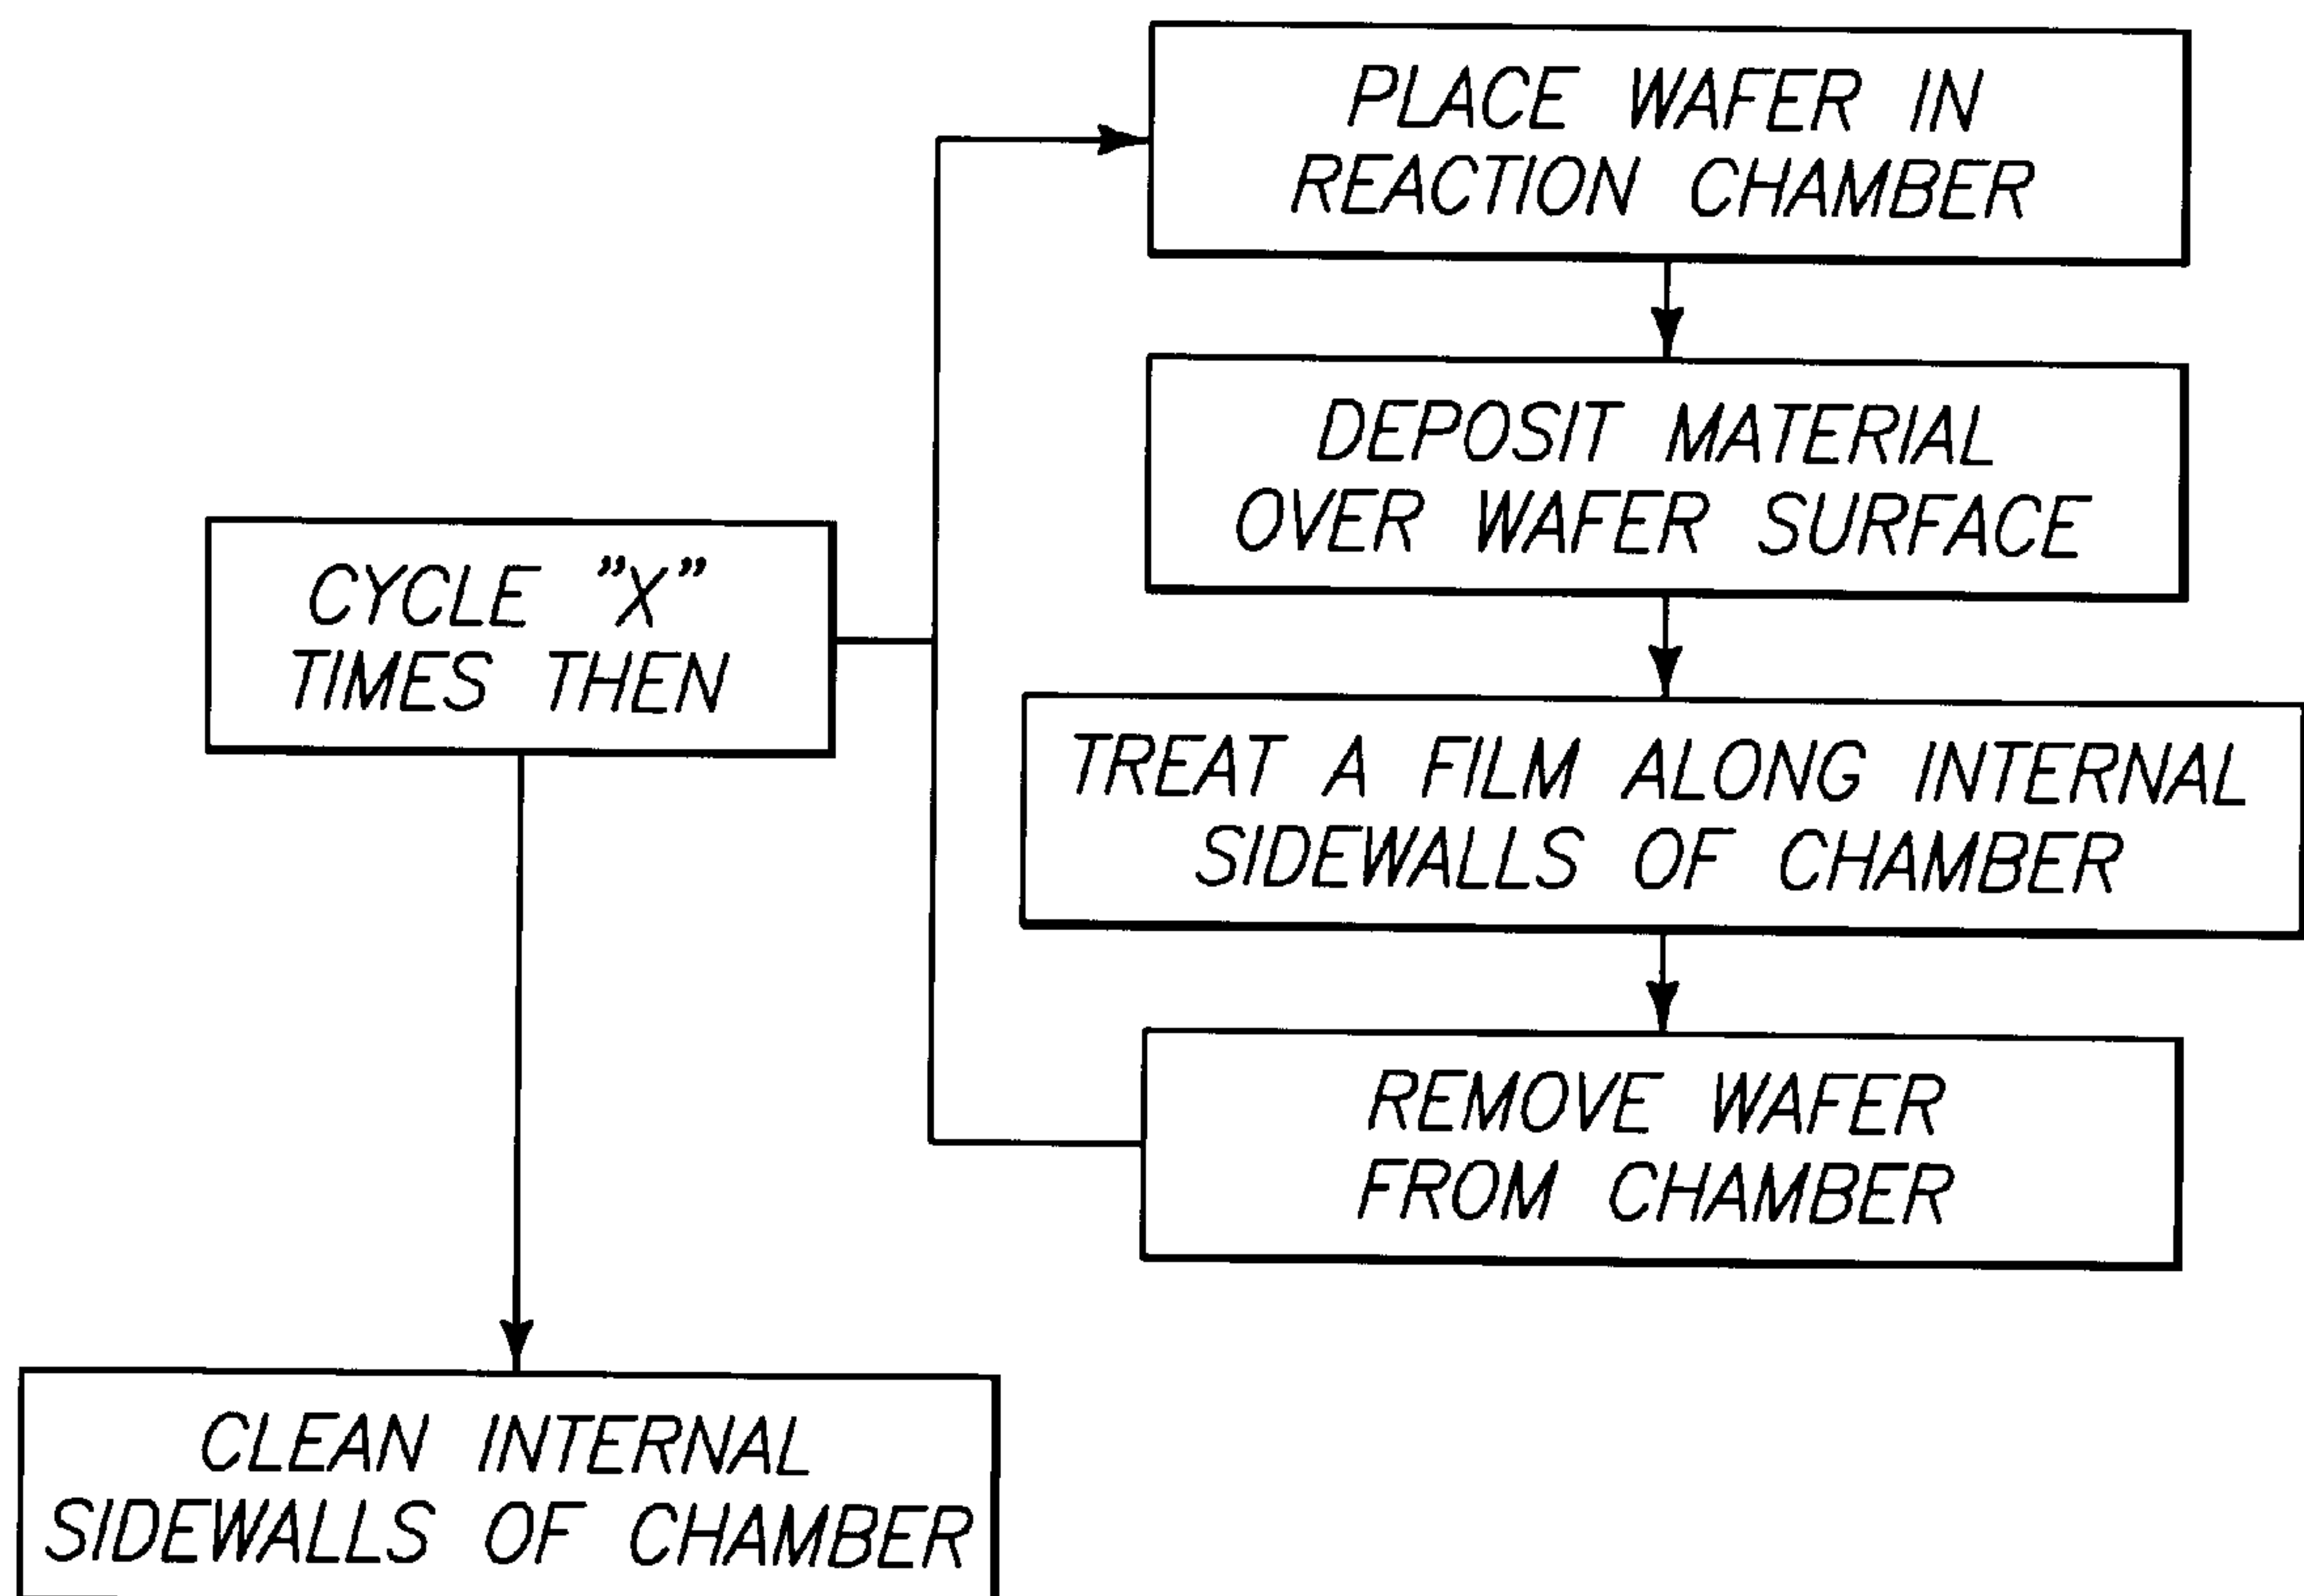 PLACE WAFER IN
REACTION CHAMBER
DEPOSIT MATERIAL
OVER WAFER SURFACE
CYCLE "X"
TIMES THEN
TREAT A FILM ALONG INTERNAL
SIDEWALLS OF CHAMBER
REMOVE WAFER
FROM CHAMBER
CLEAN INTERNAL
SIDEWALLS OF CHAMBER